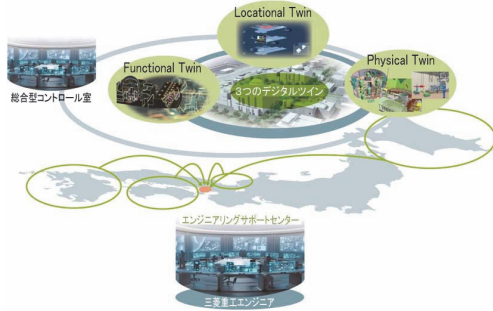 Locational Twin
Functional Twin
Physical Twin
3つのデジタルツイン
総合型コントロール室
エンジニアリングサポートセンター
三菱重工エンジニア